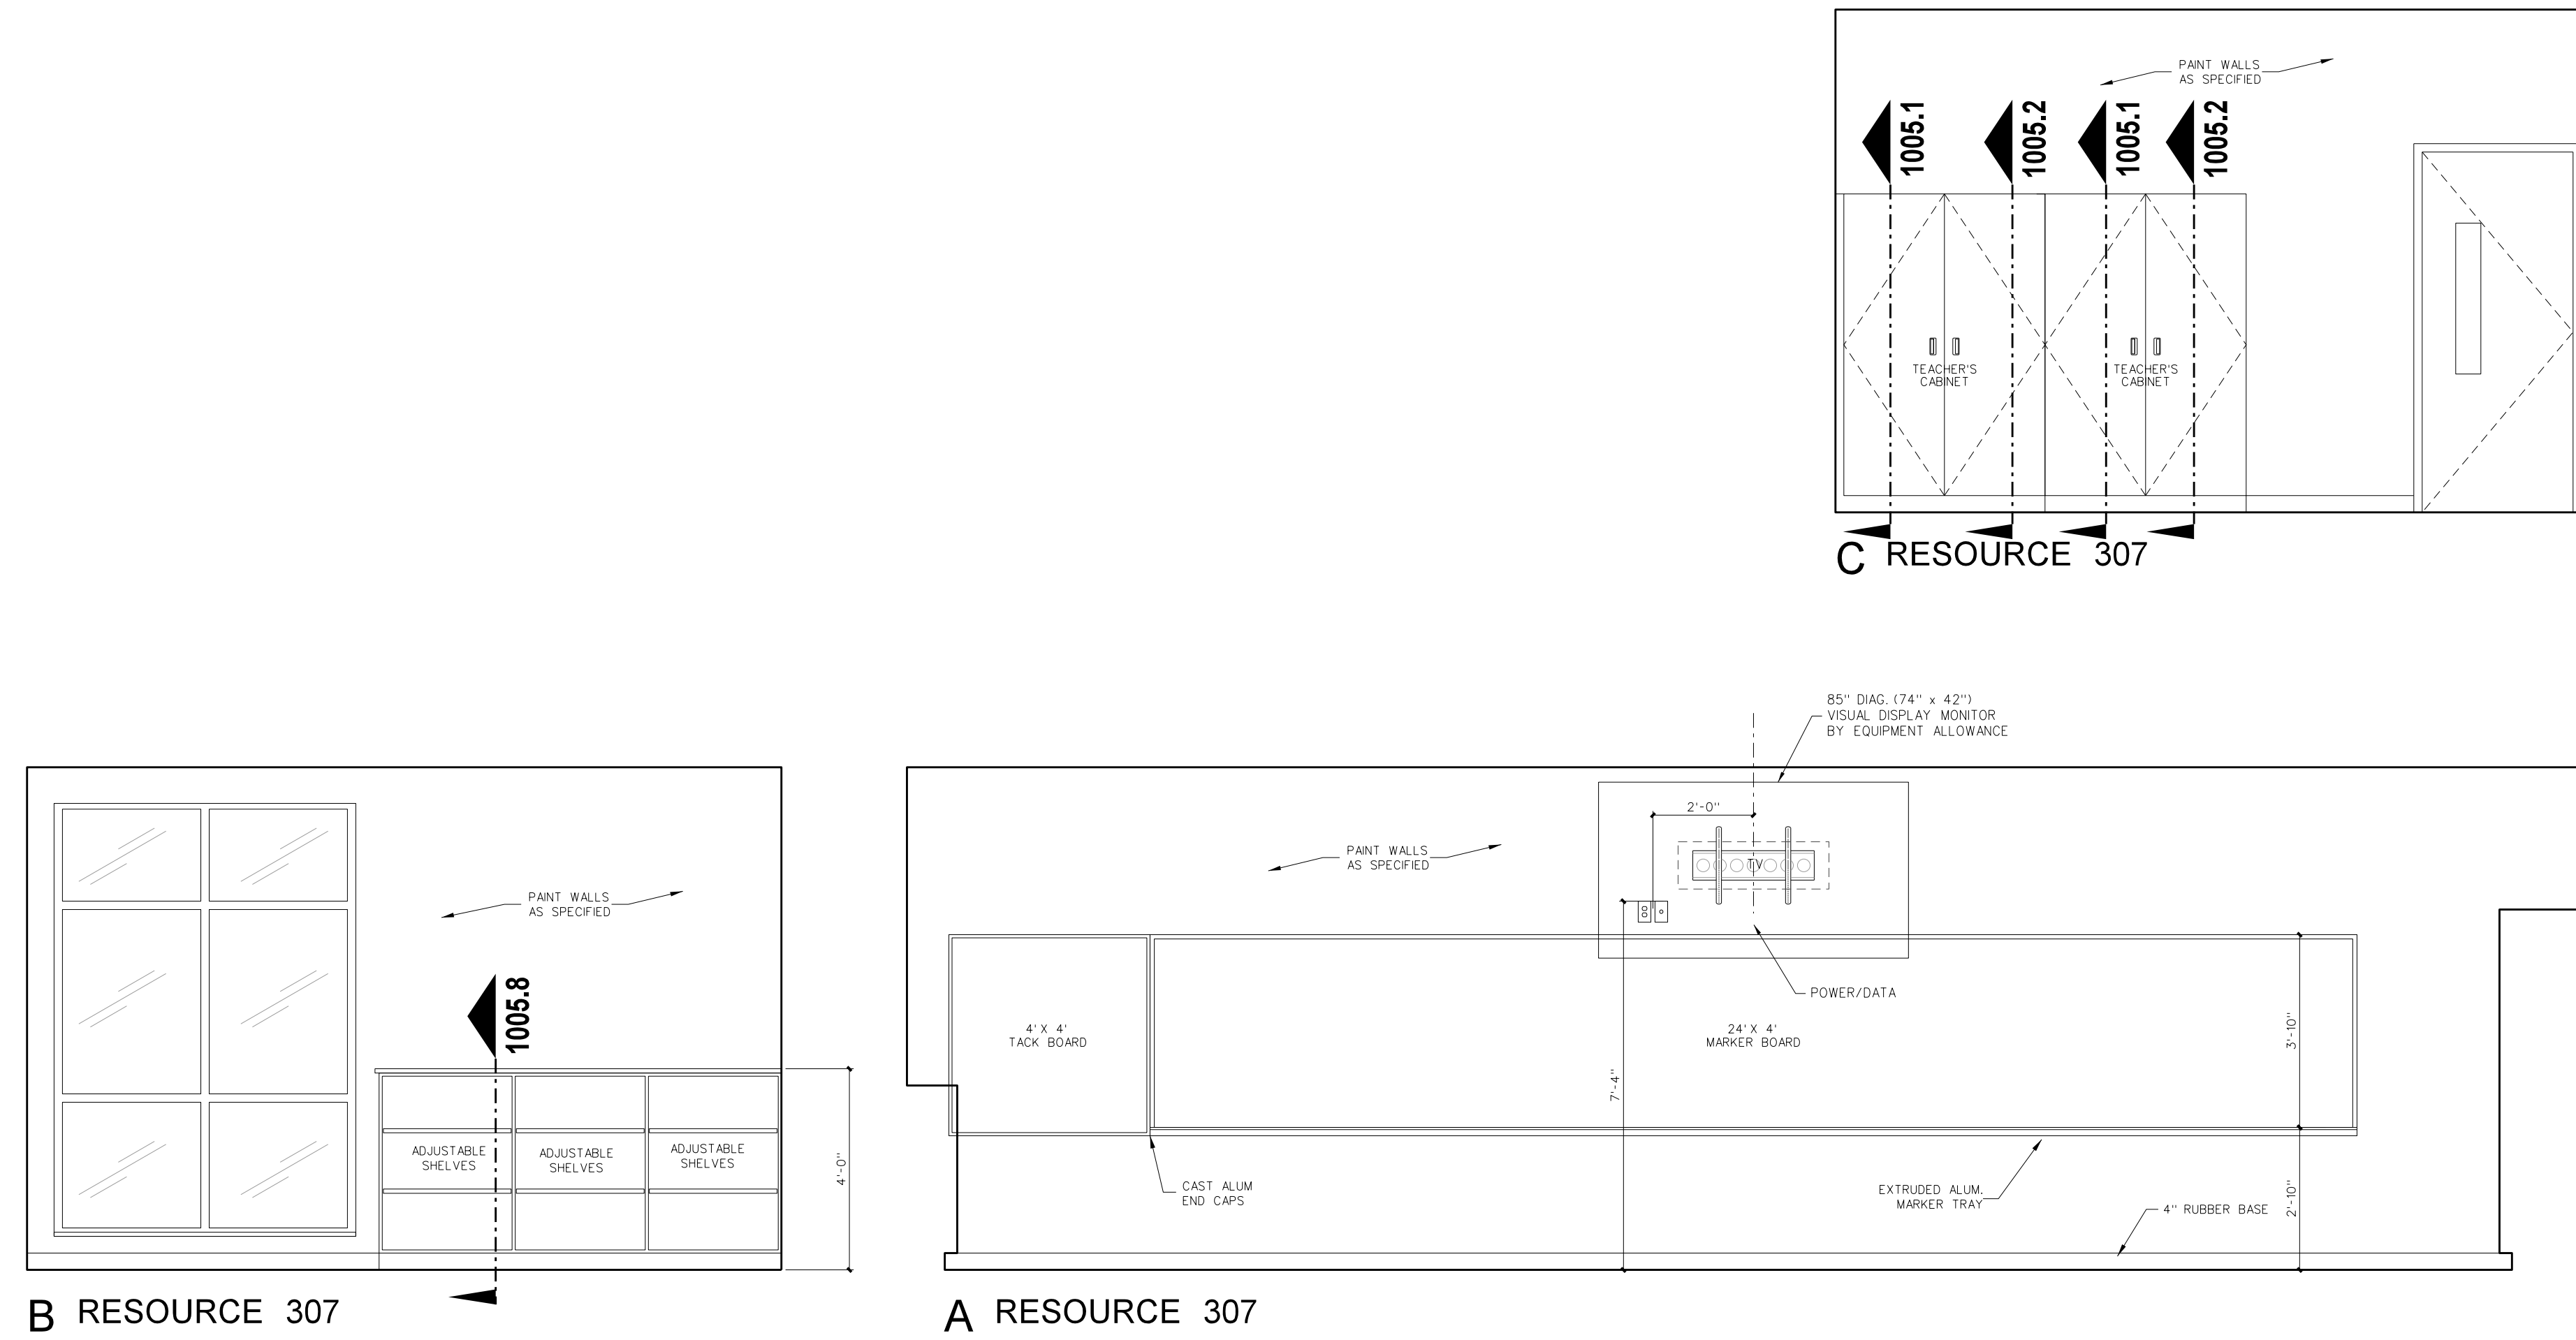 PAINT WALLS
AS SPECIFIED
1005.1
1005.2
1005.1
1005.2
TEACHER'S
CABINET
TEACHER'S
CABINET
C RESOURCE 307
85" DIAG. (74" x 42")
VISUAL DISPLAY MONITOR
BY EQUIPMENT ALLOWANCE
2'-0"
PAINT WALLS
AS SPECIFIED
TV
POWER/DATA
4' X 4'
TACK BOARD
24' X 4'
MARKER BOARD
3'-10"
7'-4"
CAST ALUM
END CAPS
EXTRUDED ALUM.
MARKER TRAY
4" RUBBER BASE
2'-10"
A RESOURCE 307
PAINT WALLS
AS SPECIFIED
1005.8
ADJUSTABLE
SHELVES
ADJUSTABLE
SHELVES
ADJUSTABLE
SHELVES
4'-0"
B RESOURCE 307